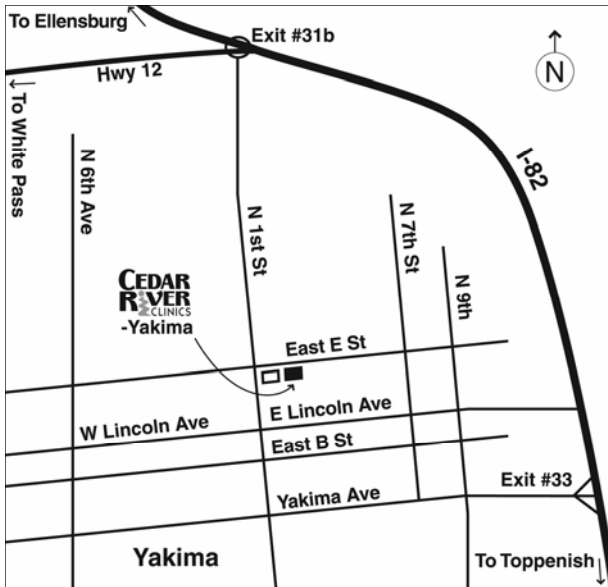 To Ellensburg
Exit #31b
Hwy 12
N
To White Pass
N 6th Ave
I-82
N 1st St
N 7th St
N 9th
CEDAR
RIVER
CLINICS
-Yakima
East E St
E Lincoln Ave
W Lincoln Ave
East B St
Exit #33
Yakima Ave
Yakima
To Toppenish